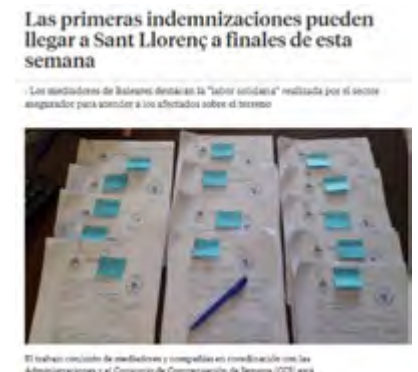 Las primeras indemnizaciones pueden
llegar a Sant Llorenç a finales de esta
semana
- Los mediadores de Baleares destacan la "labor solidaria" realizada por el sector
asegurador para atender a los afectados sobre el terreno
El trabajo conjunto de mediadores y compañías en coordinación con las
Administraciones y el Consorcio de Compensación de Seguros (CCS) está